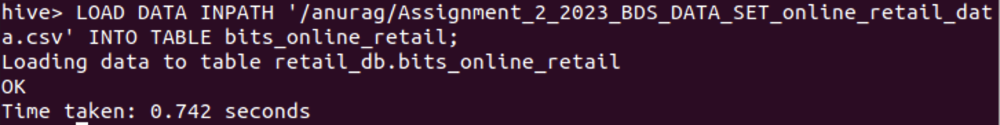 hive> LOAD DATA INPATH '/anurag/Assignment_2_2023_BDS_DATA_SET_online_retail_dat
a.csv' INTO TABLE bits_online_retail;
Loading data to table retail_db.bits_online_retail
OK
Time taken: 0.742 seconds